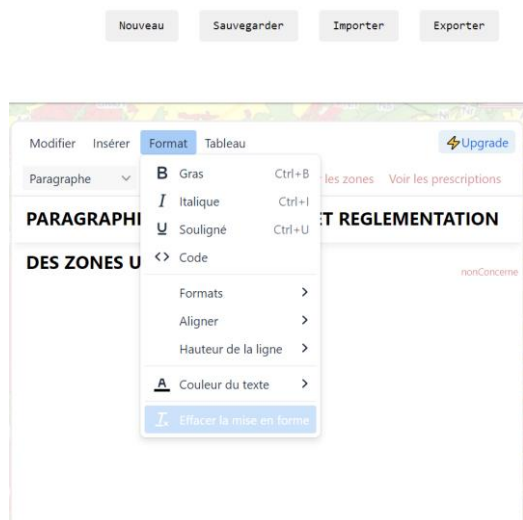 Nouveau Sauvegarder Importer Exporter
Modifier Insérer Format Tableau Upgrade
Paragraphe les zones Voir les prescriptions
PARAGRAPH ET REGLEMENTATION
DES ZONES U
nonConcerne
B Gras Ctrl+B
I Italique Ctrl+I
U Souligné Ctrl+U
<> Code
Formats
Aligner
Hauteur de la ligne
A Couleur du texte
Effacer la mise en forme